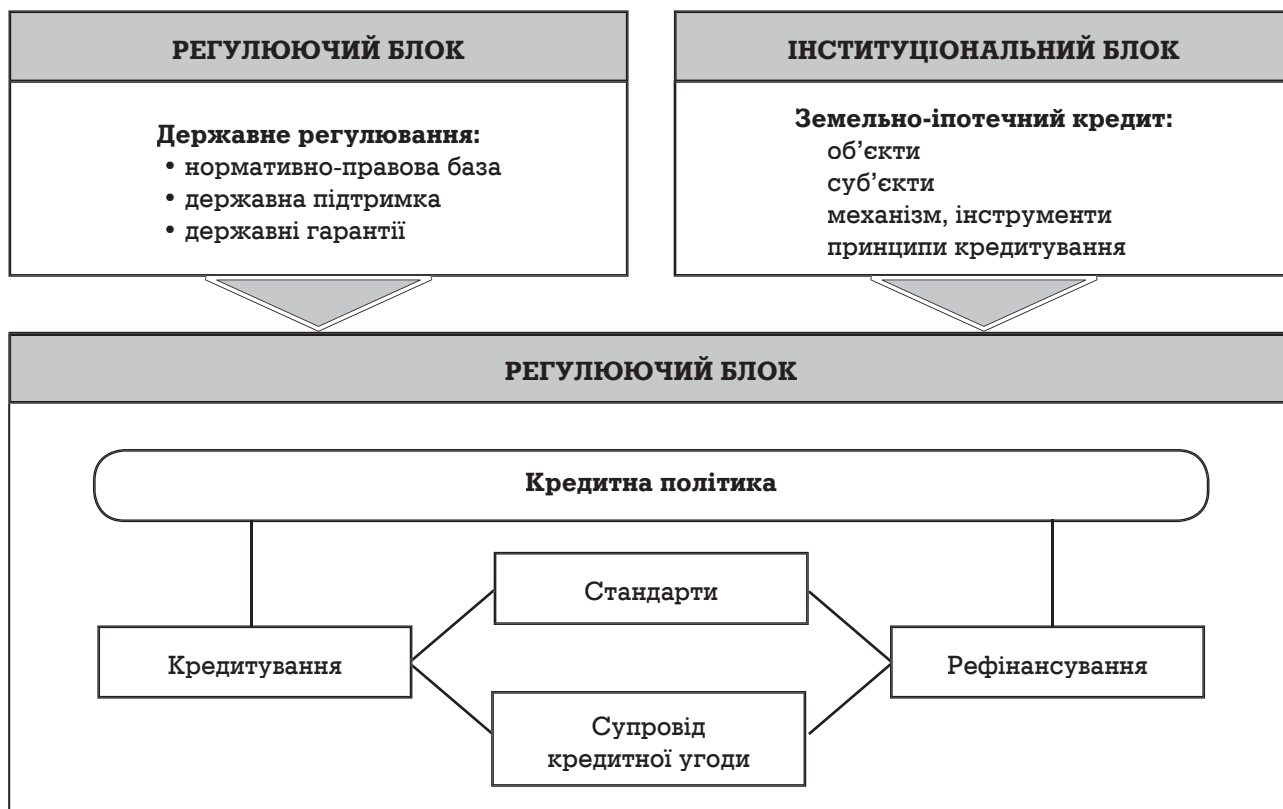 РЕГУЛЮЮЧИЙ БЛОК
Державне регулювання:
• нормативно-правова база
• державна підтримка
• державні гарантії
ІНСТИТУЦІОНАЛЬНИЙ БЛОК
Земельно-іпотечний кредит:
об’єкти
суб’єкти
механізм, інструменти
принципи кредитування
РЕГУЛЮЮЧИЙ БЛОК
Кредитна політика
Стандарти
Кредитування
Рефінансування
Супровід
кредитної угоди